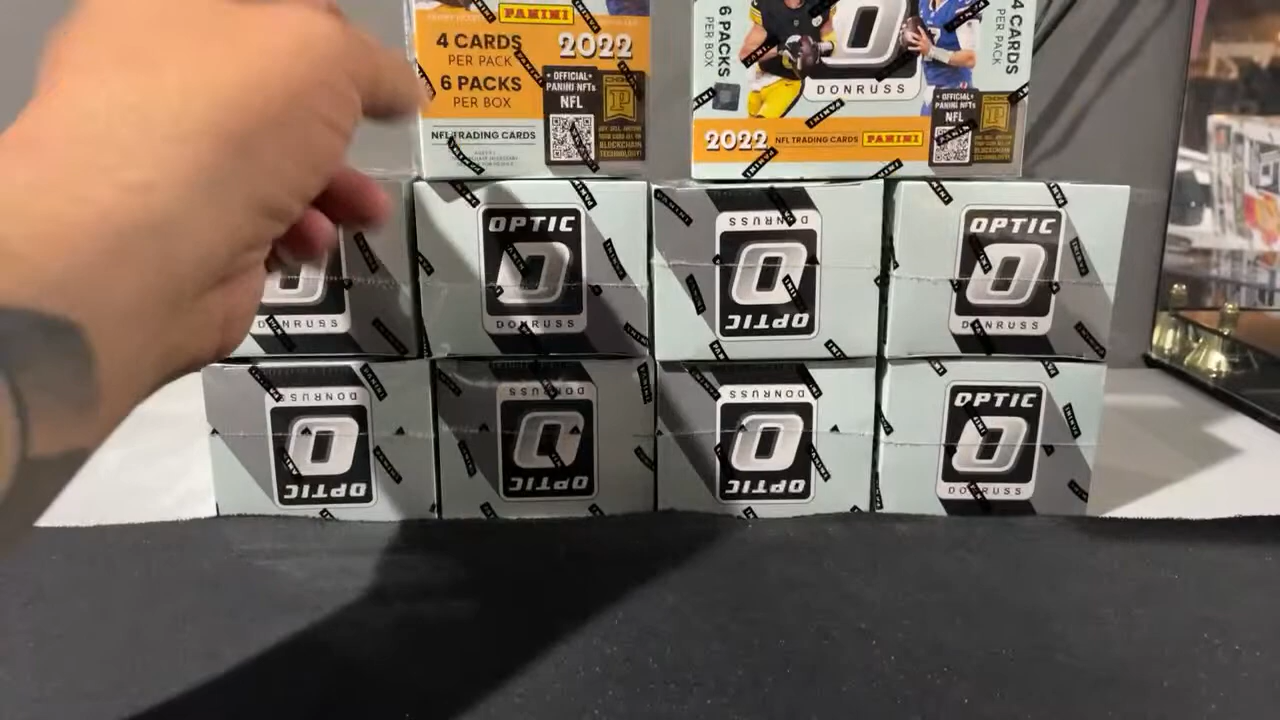 PANINI
4 CARDS
PER PACK
2022
6 PACKS
PER BOX
OFFICIAL
PANINI NFTs
NFL
NFL TRADING CARDS
6 PACKS
PER BOX
4 CARDS
PER PACK
DONRUSS
OFFICIAL
PANINI NFTs
NFL
2022 NFL TRADING CARDS PANINI
DONRUSS
OPTIC
DONRUSS
DONRUSS
OPTIC
OPTIC
DONRUSS
DONRUSS
OPTIC
DONRUSS
OPTIC
DONRUSS
OPTIC
OPTIC
DONRUSS